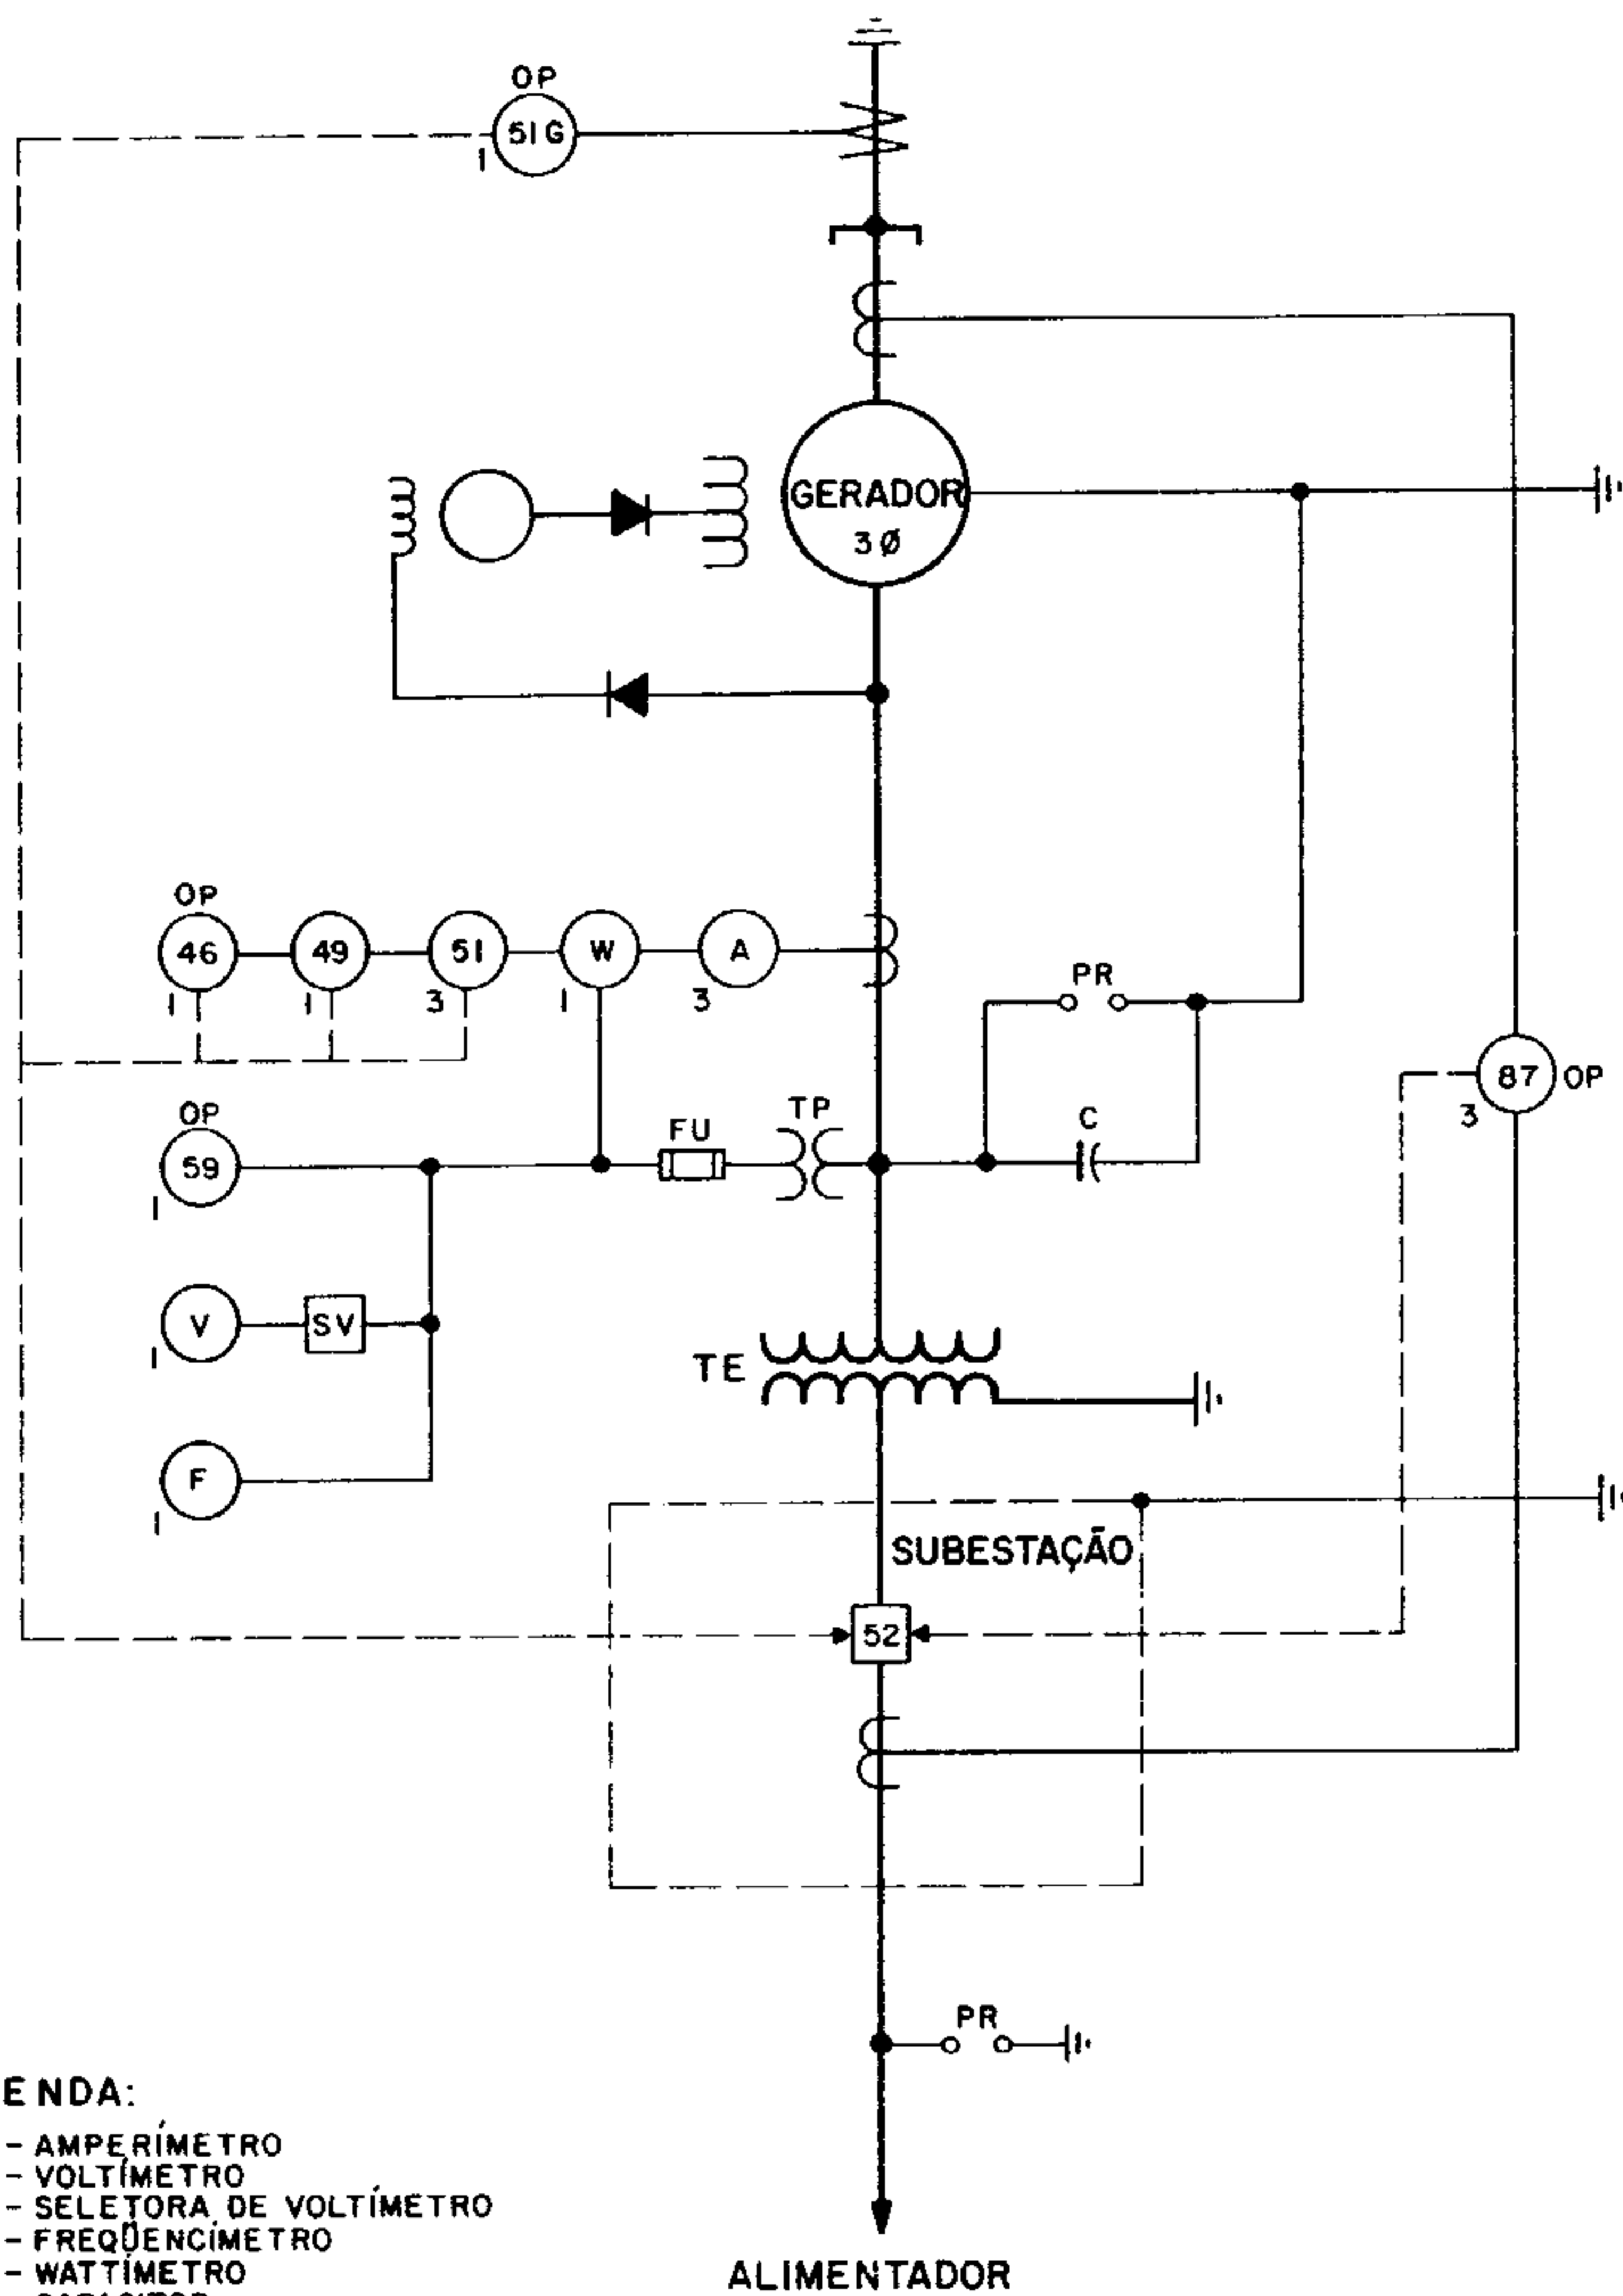 OP
51G
1
GERADOR
3Ø
OP
46
49
51
W
A
1
1
3
1
3
PR
87
OP
3
OP
59
1
FU
TP
C
V
SV
1
TE
F
1
SUBESTAÇÃO
52
PR
ENDA:
- AMPERÍMETRO
- VOLTÍMETRO
- SELETORA DE VOLTÍMETRO
- FREQÜENCÍMETRO
- WATTÍMETRO
ALIMENTADOR